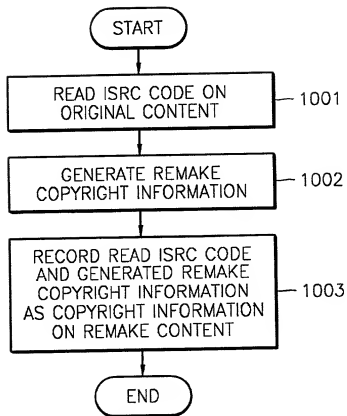 START
READ ISRC CODE ON
ORIGINAL CONTENT
1001
GENERATE REMAKE
COPYRIGHT INFORMATION
1002
RECORD READ ISRC CODE
AND GENERATED REMAKE
COPYRIGHT INFORMATION
AS COPYRIGHT INFORMATION
ON REMAKE CONTENT
1003
END